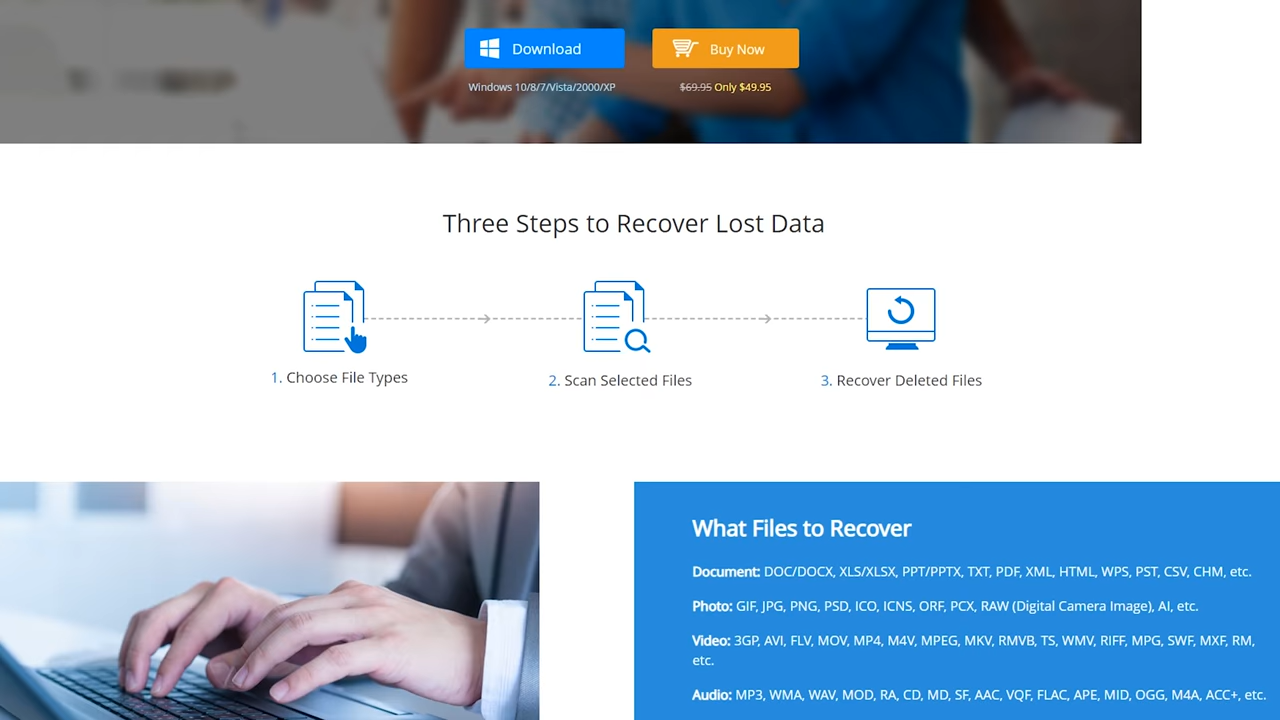 Download
Buy Now
Windows 10/8/7/Vista/2000/XP
$69.95 Only $49.95
Three Steps to Recover Lost Data
1. Choose File Types
2. Scan Selected Files
3. Recover Deleted Files
What Files to Recover
Document: DOC/DOCX, XLS/XLSX, PPT/PPTX, TXT, PDF, XML, HTML, WPS, PST, CSV, CHM, etc.
Photo: GIF, JPG, PNG, PSD, ICO, ICNS, ORF, PCX, RAW (Digital Camera Image), AI, etc.
Video: 3GP, AVI, FLV, MOV, MP4, M4V, MPEG, MKV, RMVB, TS, WMV, RIFF, MPG, SWF, MXF, RM,
etc.
Audio: MP3, WMA, WAV, MOD, RA, CD, MD, SF, AAC, VQF, FLAC, APE, MID, OGG, M4A, ACC+, etc.